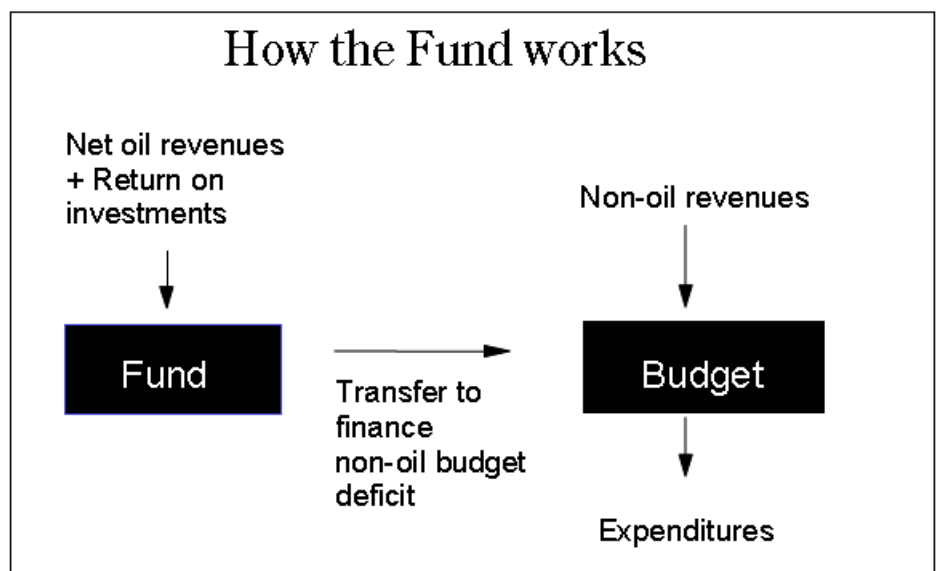 How the Fund works
Net oil revenues
+ Return on
investments
Non-oil revenues
Fund
Budget
Transfer to
finance
non-oil budget
deficit
Expenditures